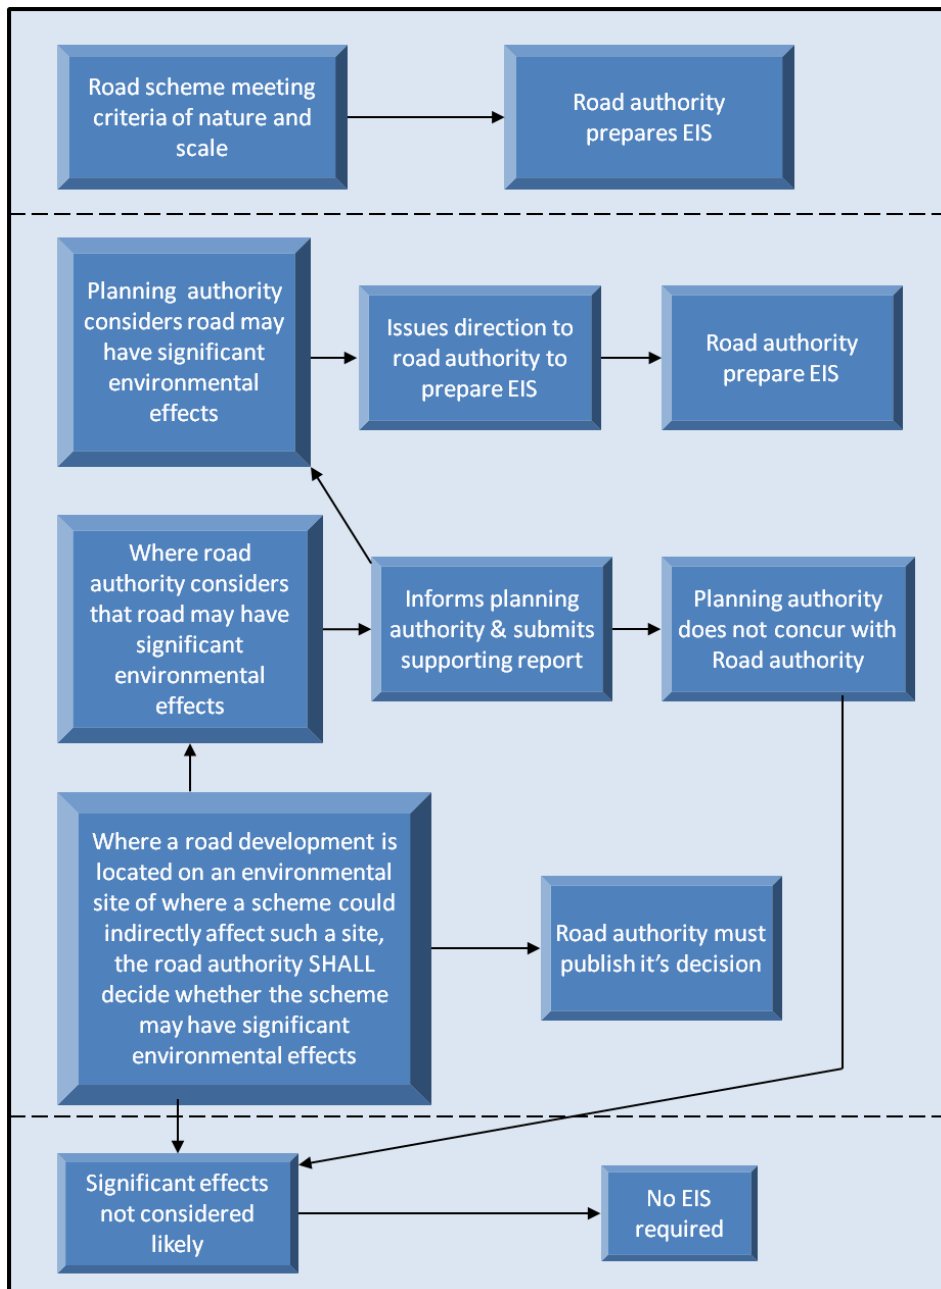 Road scheme meeting
criteria of nature and
scale
Road authority
prepares EIS
Planning authority
considers road may
have significant
environmental
effects
Issues direction to
road authority to
prepare EIS
Road authority
prepare EIS
Where road
authority considers
that road may have
significant
environmental
effects
Informs planning
authority & submits
supporting report
Planning authority
does not concur with
Road authority
Where a road development is
located on an environmental
site of where a scheme could
indirectly affect such a site,
the road authority SHALL
decide whether the scheme
may have significant
environmental effects
Road authority must
publish it’s decision
Significant effects
not considered
likely
No EIS
required